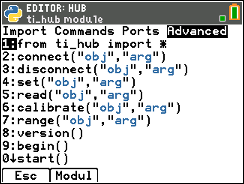 EDITOR: HUB
ti_hub module
Import Commands Ports Advanced
1:from ti_hub import *
2:connect("obj","arg")
3:disconnect("obj","arg")
4:set("obj","arg")
5:read("obj","arg")
6:calibrate("obj","arg")
7:range("obj","arg")
8:version()
9:begin()
0↓start()
Esc Modul